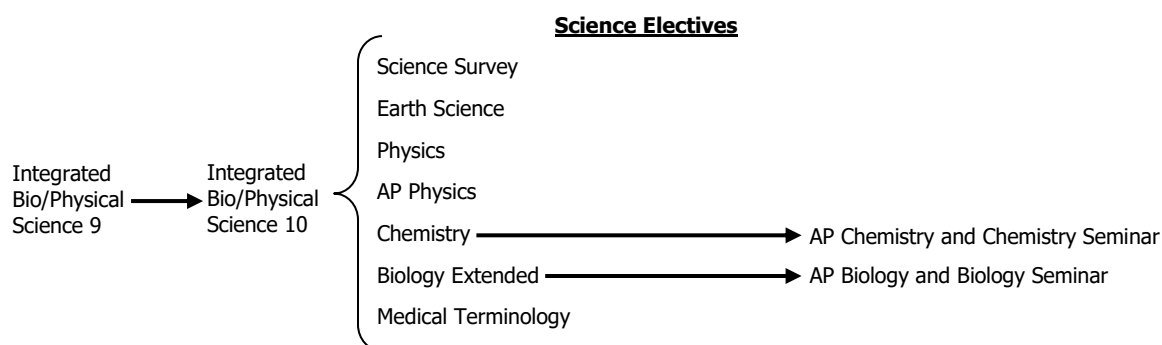 Science Electives
Integrated
Bio/Physical
Science 9
Integrated
Bio/Physical
Science 10
Science Survey
Earth Science
Physics
AP Physics
Chemistry
AP Chemistry and Chemistry Seminar
Biology Extended
AP Biology and Biology Seminar
Medical Terminology